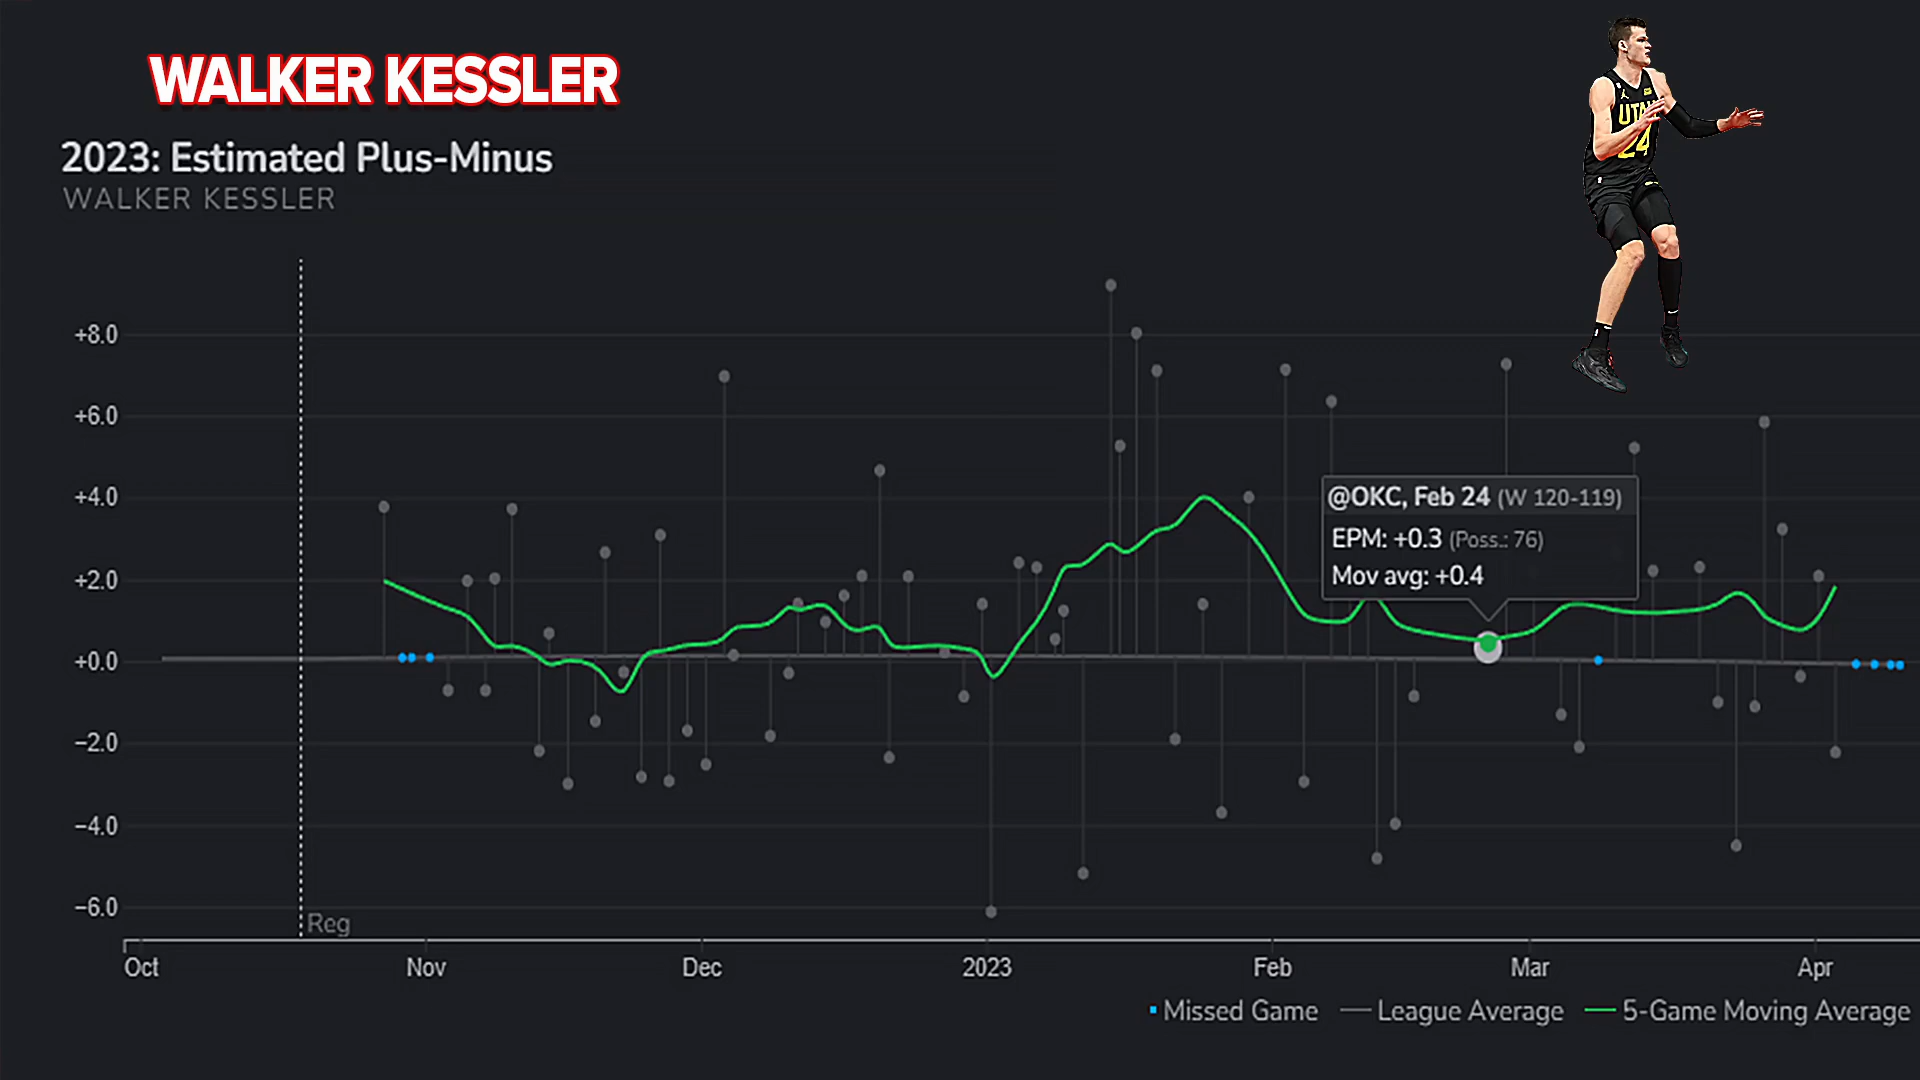 WALKER KESSLER
2023: Estimated Plus-Minus
WALKER KESSLER
UTAH
24
+8.0
+6.0
+4.0
+2.0
+0.0
−2.0
−4.0
−6.0
@OKC, Feb 24 (W 120-119)
EPM: +0.3 (Poss.: 76)
Mov avg: +0.4
Reg
Oct Nov Dec 2023 Feb Mar Apr
Missed Game League Average 5-Game Moving Average